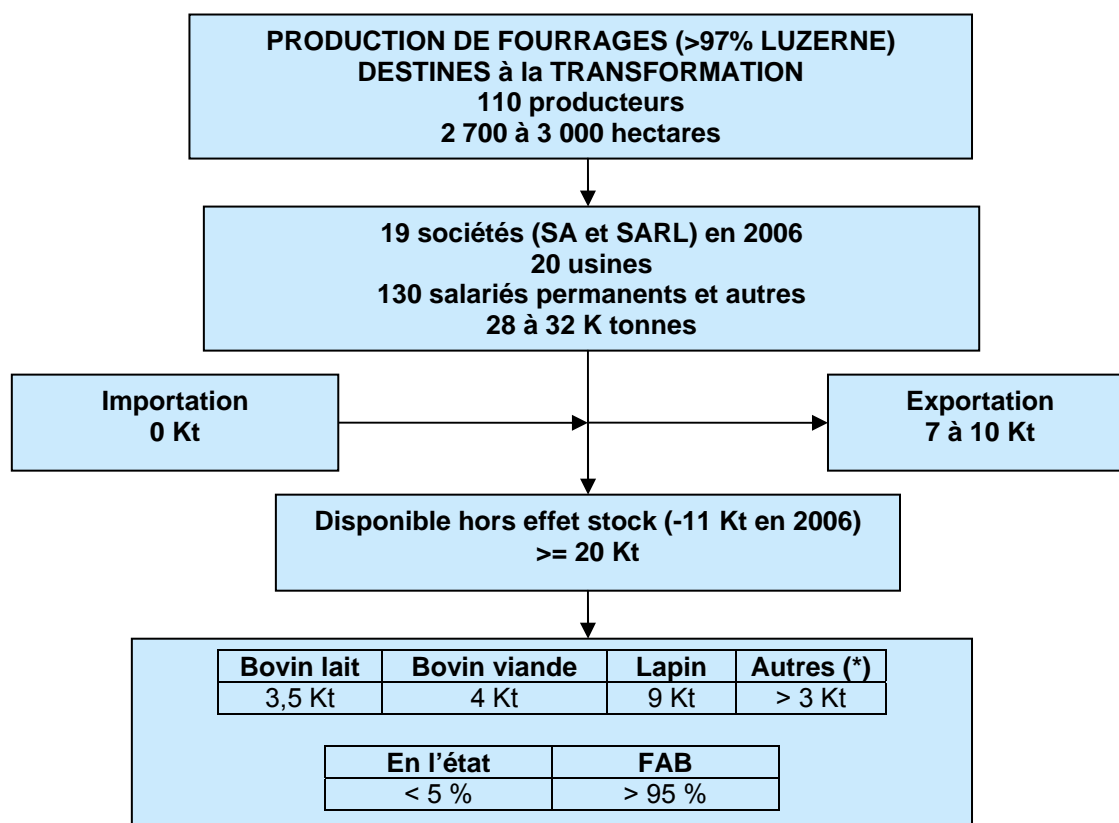 PRODUCTION DE FOURRAGES (>97% LUZERNE)
DESTINES à la TRANSFORMATION
110 producteurs
2 700 à 3 000 hectares
19 sociétés (SA et SARL) en 2006
20 usines
130 salariés permanents et autres
28 à 32 K tonnes
Importation
0 Kt
Exportation
7 à 10 Kt
Disponible hors effet stock (-11 Kt en 2006)
>= 20 Kt
Bovin lait Bovin viande Lapin Autres (*)
3,5 Kt 4 Kt 9 Kt > 3 Kt
En l’état FAB
< 5 % > 95 %